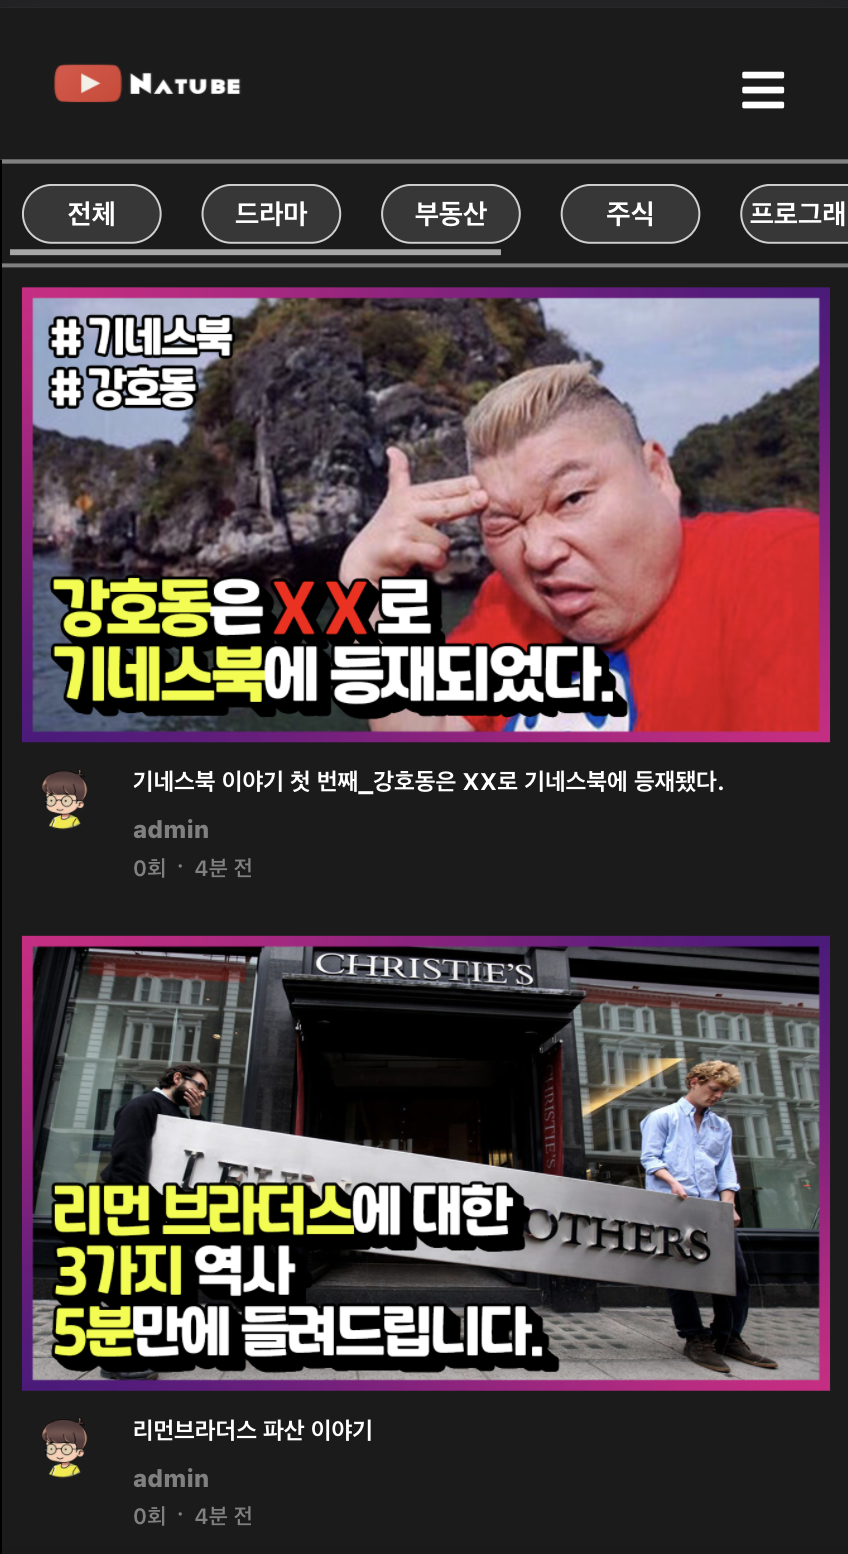 NATUBE
전체
드라마
부동산
주식
프로그래
# 기네스북
# 강호동
강호동은 X X로
기네스북에 등재되었다.
기네스북 이야기 첫 번째_강호동은 XX로 기네스북에 등재됐다.
admin
0회 · 4분 전
CHRISTIE'S
CHRISTIE'S
OTHERS
리먼 브라더스에 대한
3가지 역사
5분만에 들려드립니다.
리먼브라더스 파산 이야기
admin
0회 · 4분 전